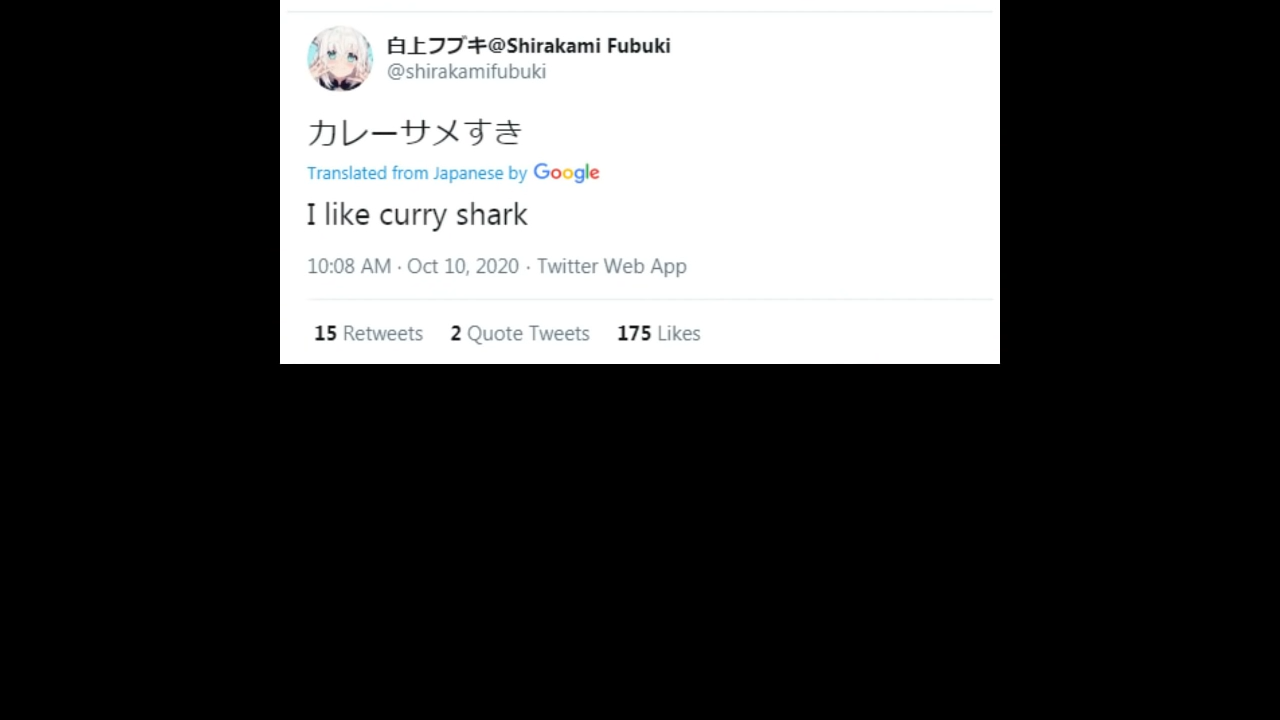 白上フブキ@Shirakami Fubuki
@shirakamifubuki
カレーサメすき
Translated from Japanese by Google
I like curry shark
10:08 AM · Oct 10, 2020 · Twitter Web App
15 Retweets 2 Quote Tweets 175 Likes